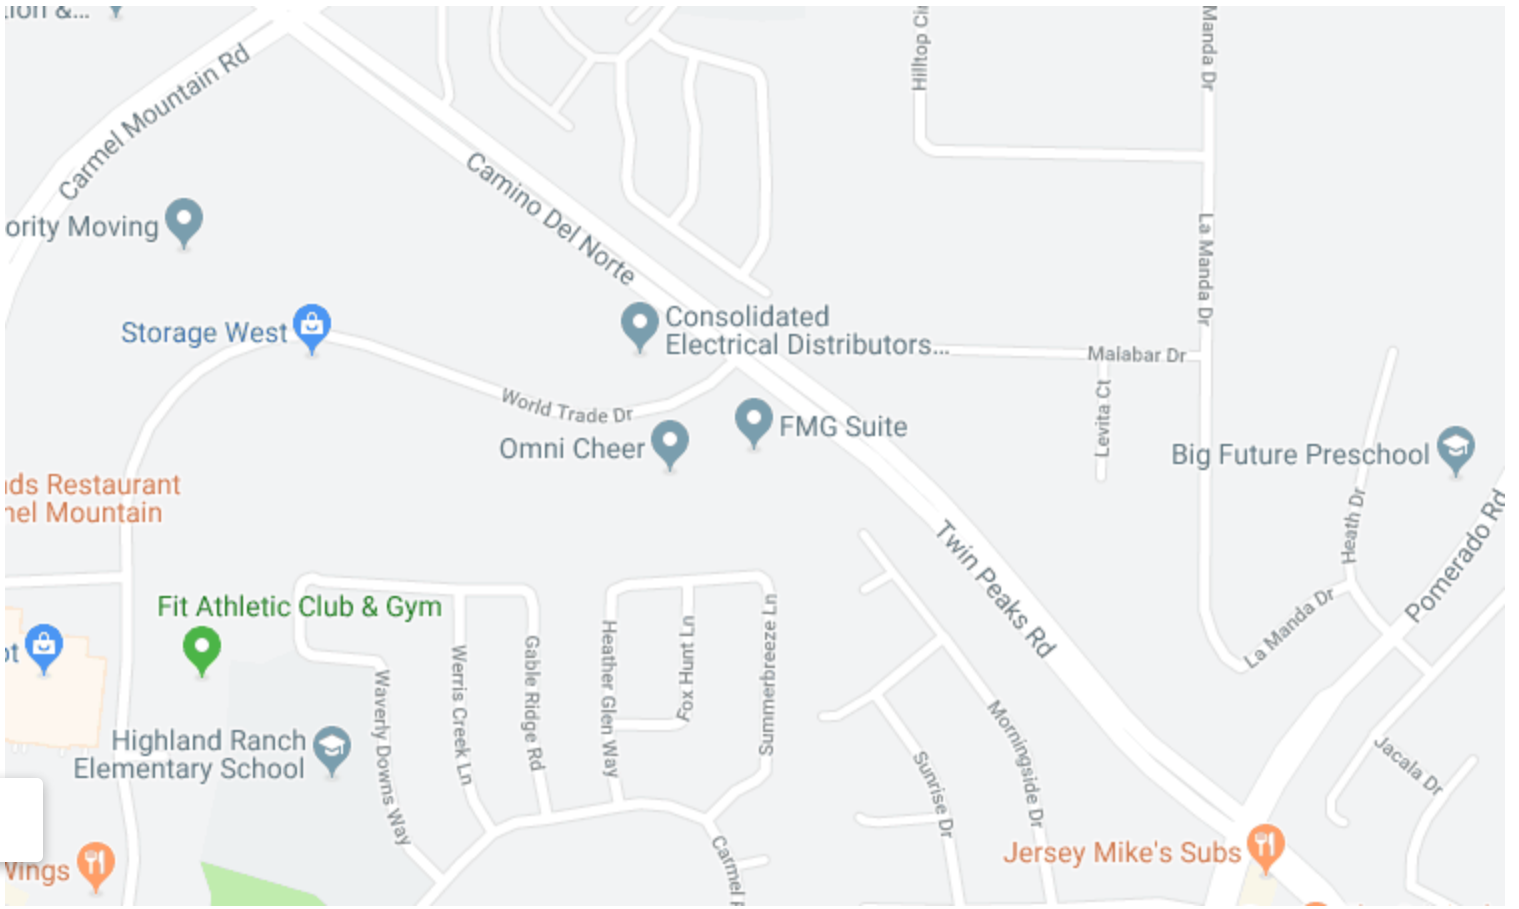 Carmel Mountain Rd
Camino Del Norte
Hilltop
Manda Dr
ority Moving
La Manda Dr
Storage West
Consolidated
Electrical Distributors...
Malabar Dr
World Trade Dr
Levita Ct
Omni Cheer
FMG Suite
Big Future Preschool
nds Restaurant
mel Mountain
Heath Dr
Pomerado Rd
Twin Peaks Rd
Fit Athletic Club & Gym
La Manda Dr
Heather Glen Way
Fox Hunt Ln
Summerbreeze Ln
Gable Ridge Rd
Werris Creek Ln
Waverly Downs Way
Highland Ranch
Elementary School
Morningside Dr
Sunrise Dr
Jacala Dr
Jersey Mike's Subs
Wings
Carmel